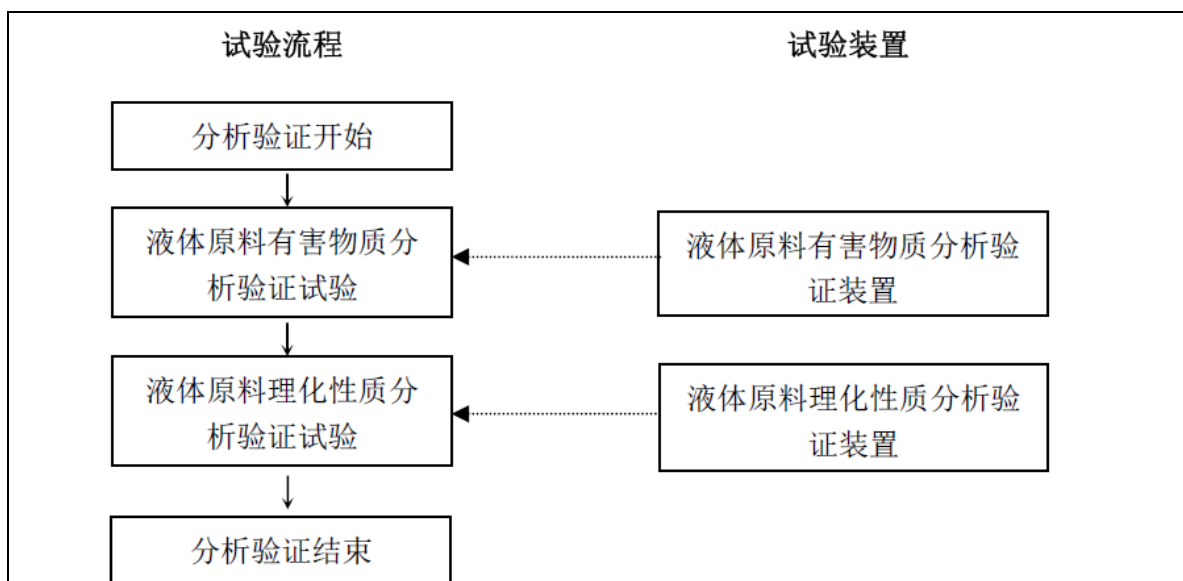 试验流程
试验装置
分析验证开始
液体原料有害物质分
析验证试验
液体原料有害物质分析验
证装置
液体原料理化性质分
析验证试验
液体原料理化性质分析验
证装置
分析验证结束